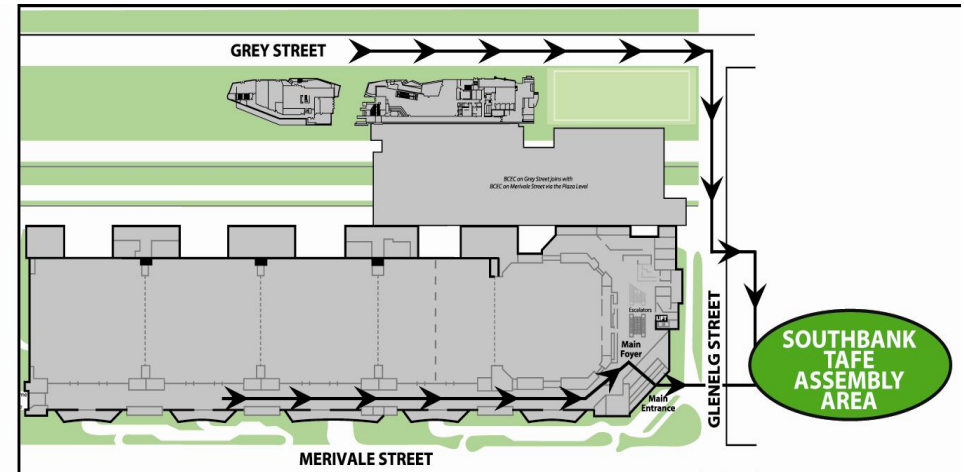 GREY STREET
BCEC on Grey Street joins with
BCEC on Merivale Street via the Plaza Level
Escalators
LIFT
Main
Foyer
Main
Entrance
GLENELG STREET
SOUTHBANK
TAFE
ASSEMBLY
AREA
MERIVALE STREET